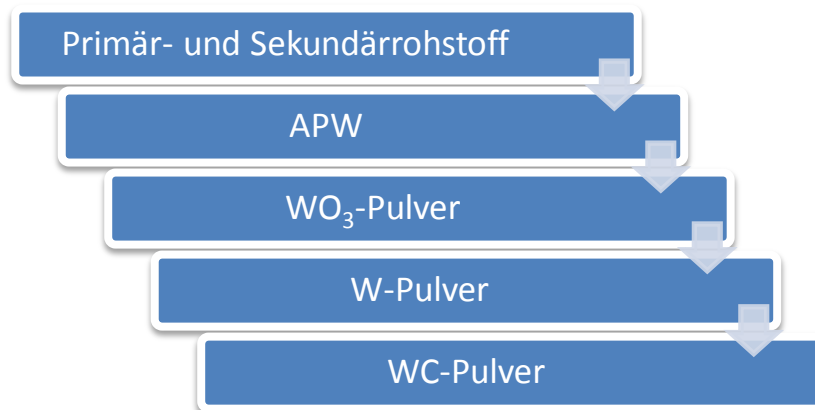 Primär- und Sekundärrohstoff
APW
WO₃-Pulver
W-Pulver
WC-Pulver